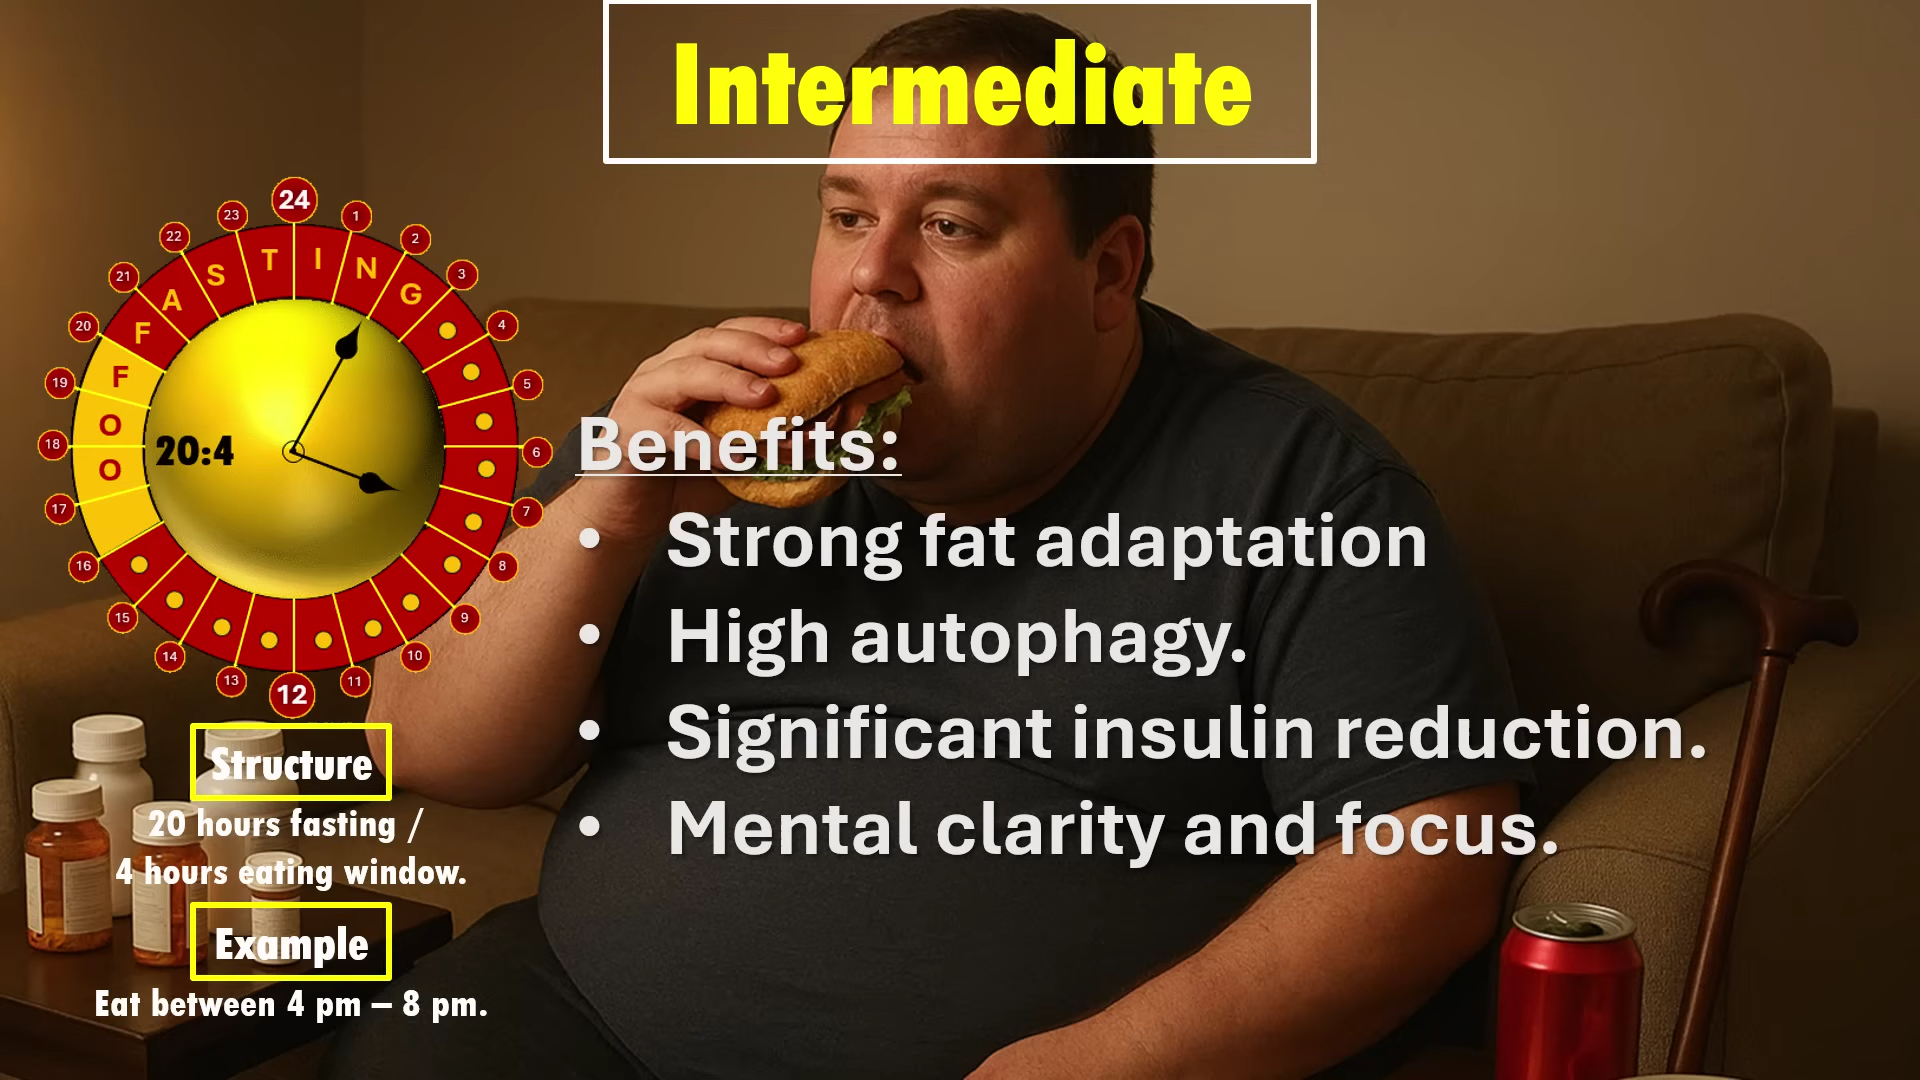 Intermediate
24
1
2
3
4
5
6
7
8
9
10
11
12
13
14
15
16
17
18
19
20
21
22
23
FASTING
FOO
20:4
Structure
20 hours fasting /
4 hours eating window.
Example
Eat between 4 pm – 8 pm.
Benefits:
• Strong fat adaptation
• High autophagy.
• Significant insulin reduction.
• Mental clarity and focus.